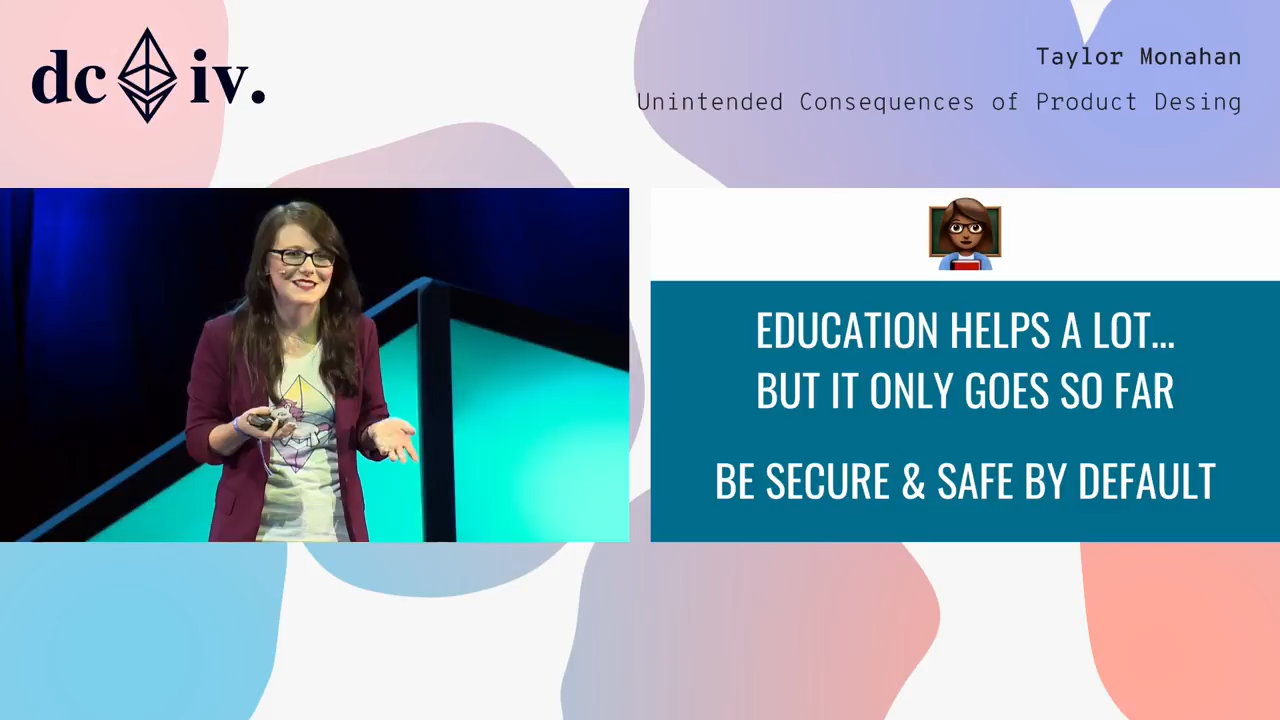 dc iv.
Taylor Monahan
Unintended Consequences of Product Desing
EDUCATION HELPS A LOT...
BUT IT ONLY GOES SO FAR
BE SECURE & SAFE BY DEFAULT